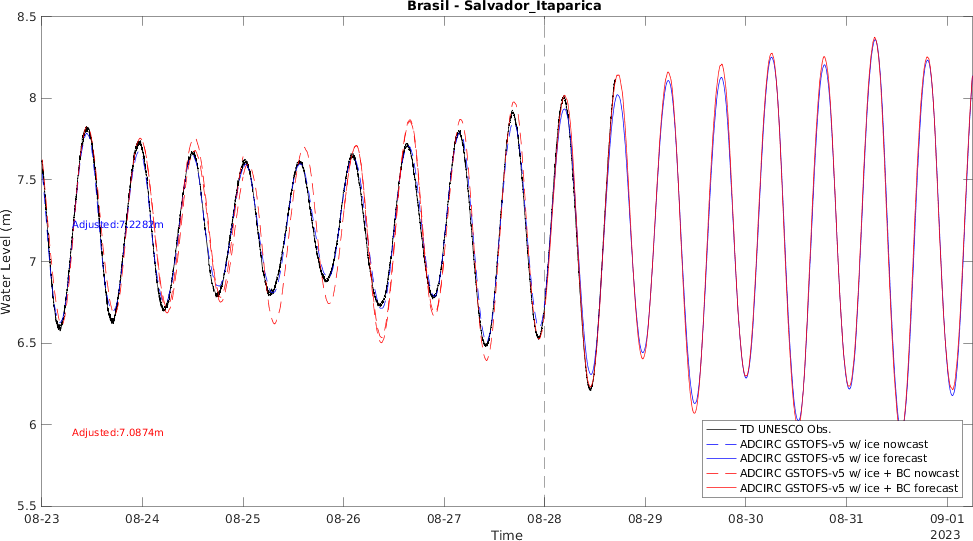 Brasil - Salvador_Itaparica
8.5
8
7.5
7
6.5
6
5.5
Water Level (m)
Adjusted:7.2282m
Adjusted:7.0874m
TD UNESCO Obs.
ADCIRC GSTOFS-v5 w/ ice nowcast
ADCIRC GSTOFS-v5 w/ ice forecast
ADCIRC GSTOFS-v5 w/ ice + BC nowcast
ADCIRC GSTOFS-v5 w/ ice + BC forecast
08-23 08-24 08-25 08-26 08-27 08-28 08-29 08-30 08-31 09-01
2023
Time